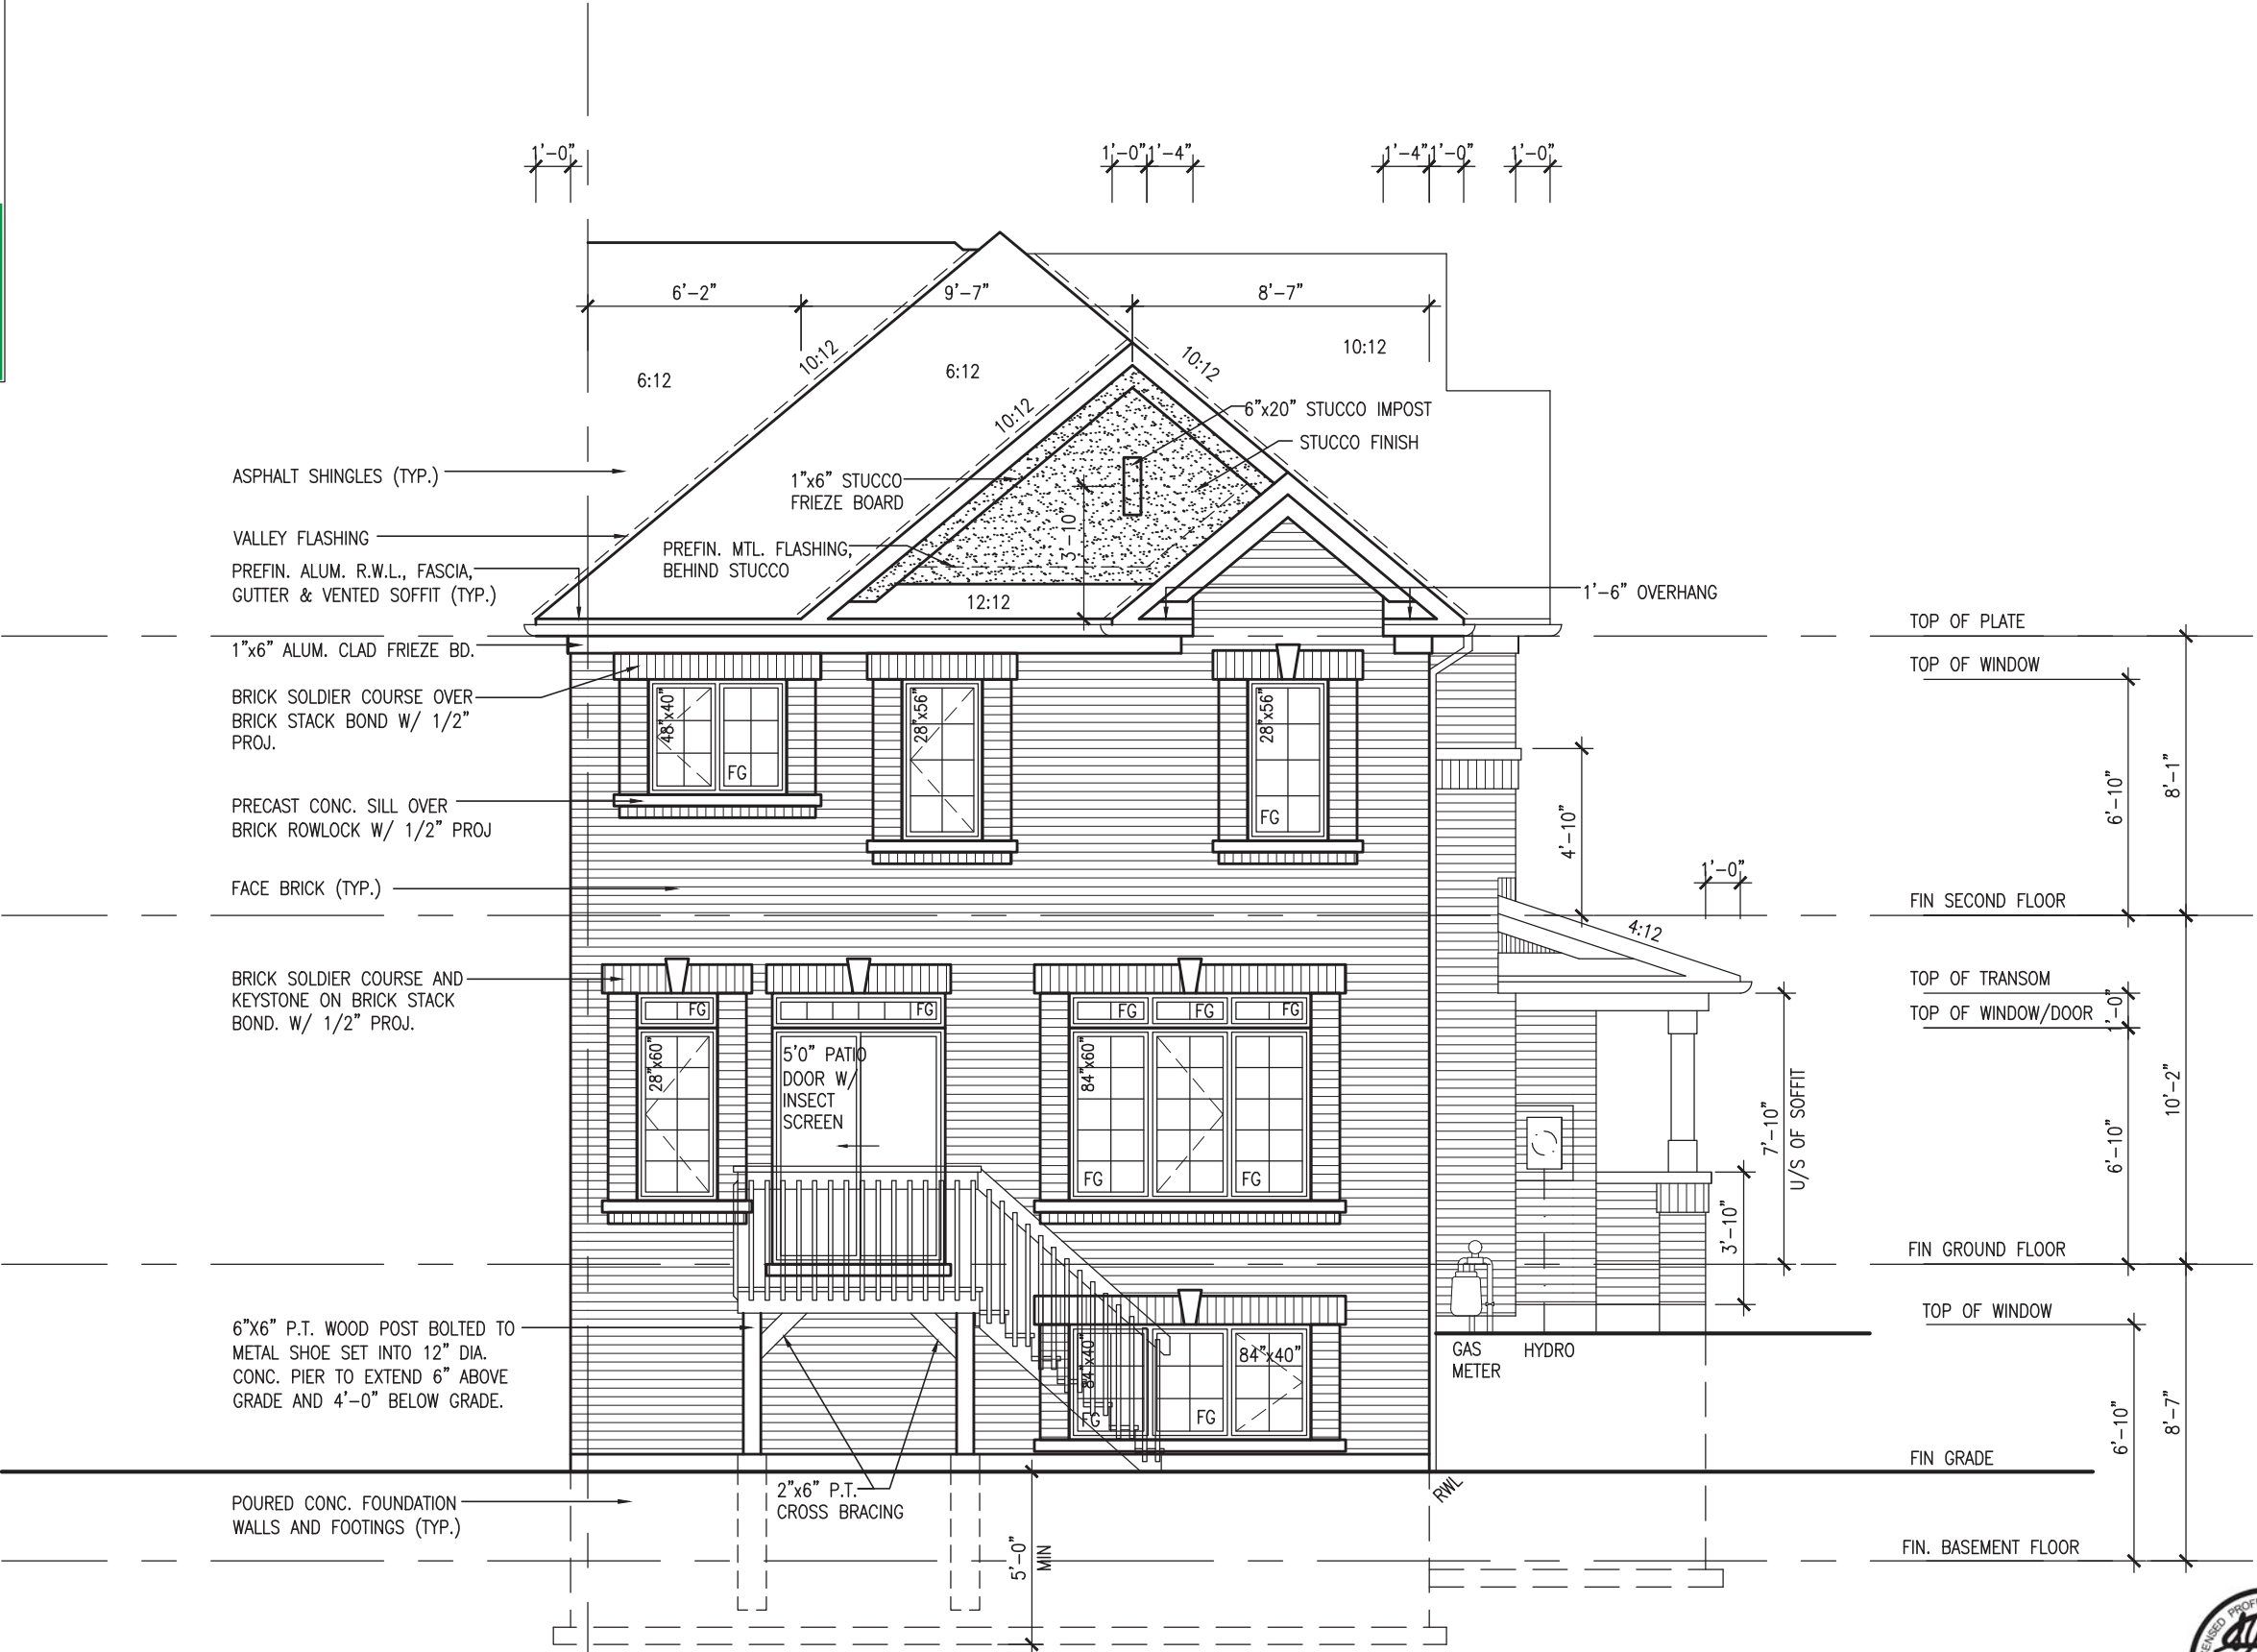 1'-0"
1'-0"
1'-4"
1'-4"
1'-0"
1'-0"
6'-2"
9'-7"
8'-7"
6:12
10:12
6:12
10:12
10:12
10:12
6"x20" STUCCO IMPOST
STUCCO FINISH
1"x6" STUCCO
FRIEZE BOARD
3'-10"
PREFIN. MTL. FLASHING,
BEHIND STUCCO
12:12
1'-6" OVERHANG
ASPHALT SHINGLES (TYP.)
VALLEY FLASHING
PREFIN. ALUM. R.W.L., FASCIA,
GUTTER & VENTED SOFFIT (TYP.)
1"x6" ALUM. CLAD FRIEZE BD.
BRICK SOLDIER COURSE OVER
BRICK STACK BOND W/ 1/2"
PROJ.
PRECAST CONC. SILL OVER
BRICK ROWLOCK W/ 1/2" PROJ
FACE BRICK (TYP.)
BRICK SOLDIER COURSE AND
KEYSTONE ON BRICK STACK
BOND. W/ 1/2" PROJ.
6"X6" P.T. WOOD POST BOLTED TO
METAL SHOE SET INTO 12" DIA.
CONC. PIER TO EXTEND 6" ABOVE
GRADE AND 4'-0" BELOW GRADE.
POURED CONC. FOUNDATION
WALLS AND FOOTINGS (TYP.)
48"x40"
FG
28"x56"
28"x56"
FG
FG
28"x60"
FG
5'0" PATIO
DOOR W/
INSECT
SCREEN
FG
FG
FG
84"x60"
FG
FG
84"x40"
FG
FG
84"x40"
2"x6" P.T.
CROSS BRACING
5'-0"
MIN
RWL
GAS
METER
HYDRO
4'-10"
1'-0"
4:12
7'-10"
U/S OF SOFFIT
3'-10"
TOP OF PLATE
TOP OF WINDOW
6'-10"
8'-1"
FIN SECOND FLOOR
TOP OF TRANSOM
TOP OF WINDOW/DOOR
1'-0"
6'-10"
10'-2"
FIN GROUND FLOOR
TOP OF WINDOW
6'-10"
8'-7"
FIN GRADE
FIN. BASEMENT FLOOR